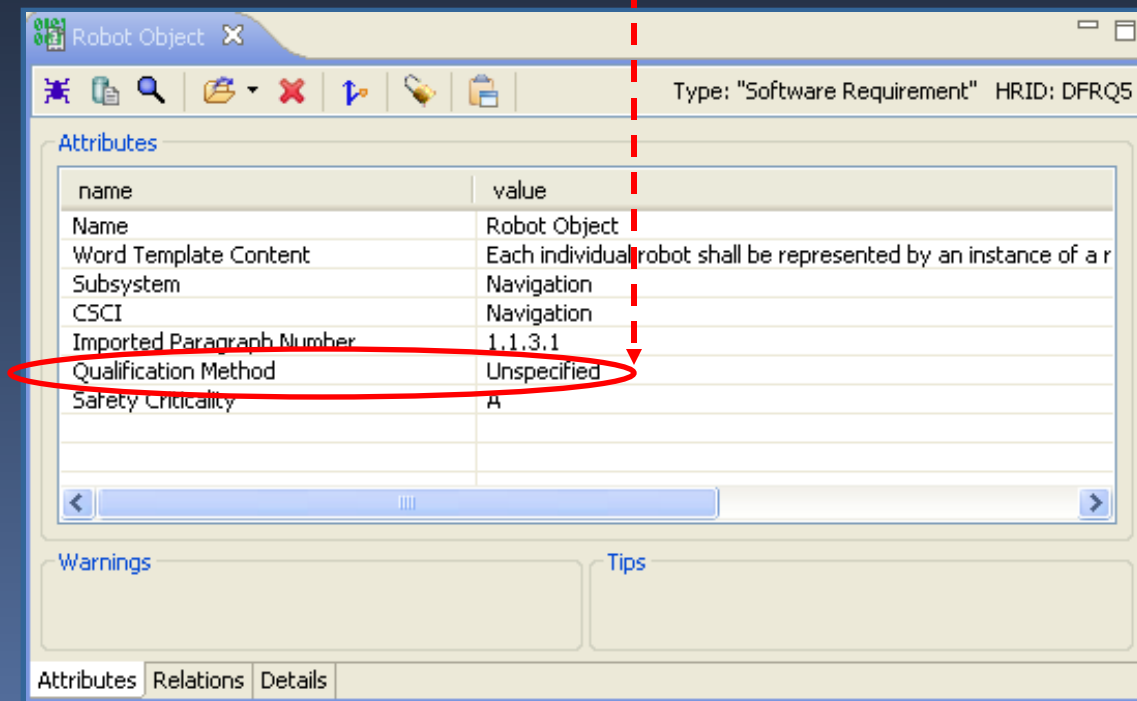 Robot Object
Type: "Software Requirement" HRID: DFRQ5
Attributes
name value
Name Robot Object
Word Template Content Each individual robot shall be represented by an instance of a r
Subsystem Navigation
CSCI Navigation
Imported Paragraph Number 1.1.3.1
Qualification Method Unspecified
Safety Criticality A
Warnings Tips
Attributes Relations Details